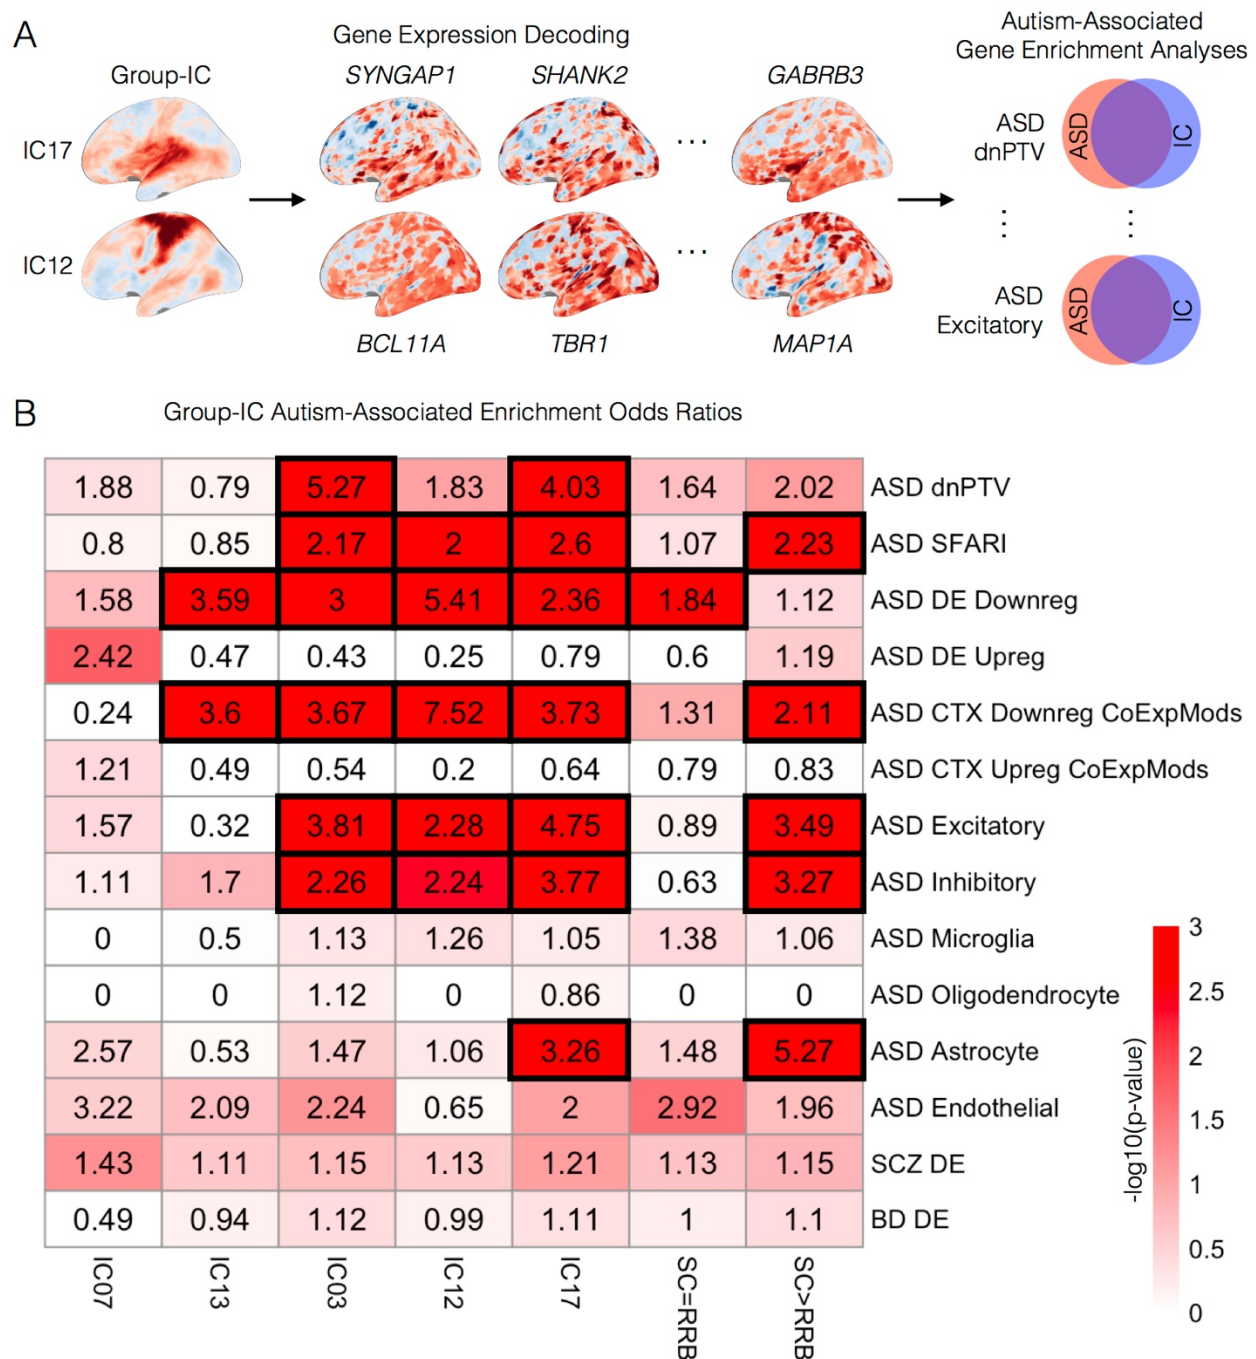 A
Gene Expression Decoding
Autism-Associated
Gene Enrichment Analyses
Group-IC
SYNGAP1
SHANK2
GABRB3
IC17
...
ASD
dnPTV
ASD
IC
IC12
...
ASD
Excitatory
ASD
IC
BCL11A
TBR1
MAP1A
B
Group-IC Autism-Associated Enrichment Odds Ratios
1.88 0.79 5.27 1.83 4.03 1.64 2.02 ASD dnPTV
0.8 0.85 2.17 2 2.6 1.07 2.23 ASD SFARI
1.58 3.59 3 5.41 2.36 1.84 1.12 ASD DE Downreg
2.42 0.47 0.43 0.25 0.79 0.6 1.19 ASD DE Upreg
0.24 3.6 3.67 7.52 3.73 1.31 2.11 ASD CTX Downreg CoExpMods
1.21 0.49 0.54 0.2 0.64 0.79 0.83 ASD CTX Upreg CoExpMods
1.57 0.32 3.81 2.28 4.75 0.89 3.49 ASD Excitatory
1.11 1.7 2.26 2.24 3.77 0.63 3.27 ASD Inhibitory
0 0.5 1.13 1.26 1.05 1.38 1.06 ASD Microglia
0 0 1.12 0 0.86 0 0 ASD Oligodendrocyte
2.57 0.53 1.47 1.06 3.26 1.48 5.27 ASD Astrocyte
3.22 2.09 2.24 0.65 2 2.92 1.96 ASD Endothelial
1.43 1.11 1.15 1.13 1.21 1.13 1.15 SCZ DE
0.49 0.94 1.12 0.99 1.11 1 1.1 BD DE
IC07 IC13 IC03 IC12 IC17 SC=RRB SC>RRB
-log10(p-value)
3
2.5
2
1.5
1
0.5
0